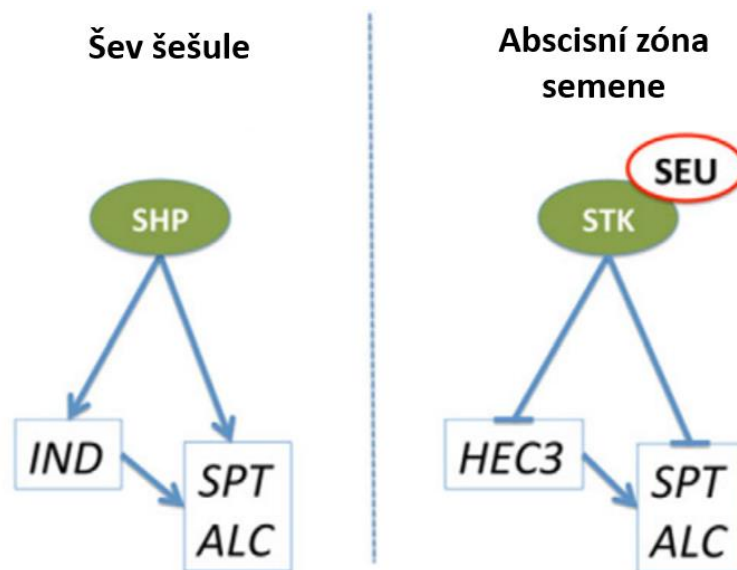 Šev šešule
SHP
IND
SPT
ALC
Abscisní zóna
semene
SEU
STK
HEC3
SPT
ALC